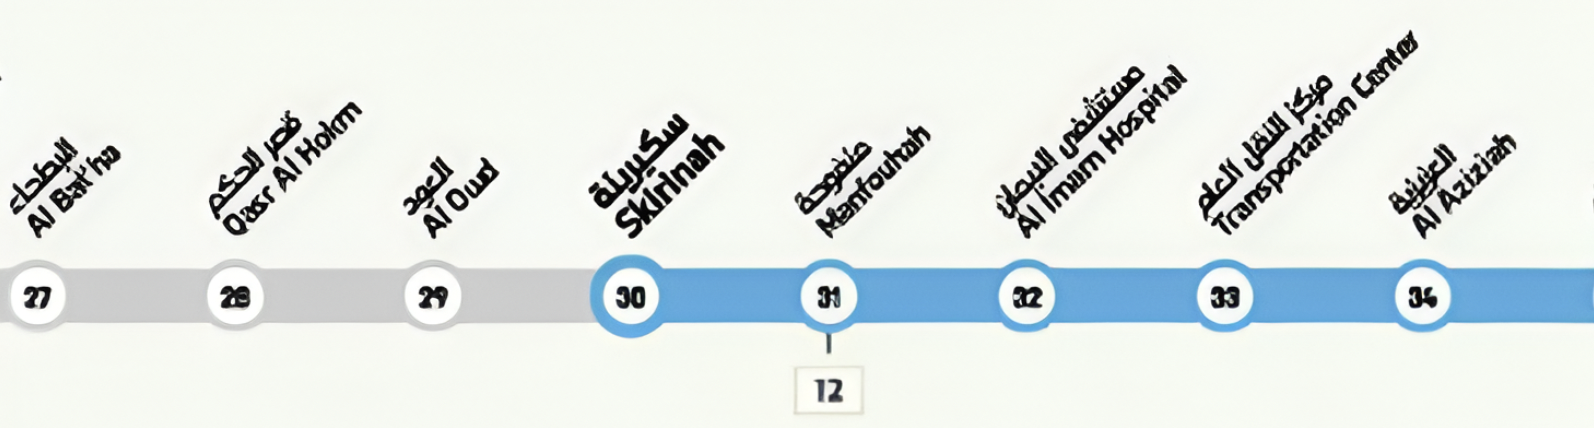 البطحاء
Al Bat'ha
27
قصر الحكم
Qasr Al Hokm
28
العود
Al Oud
29
سكيرينة
Skirinah
30
منفوحة
Manfouhah
31
12
مستشفى الإيمان
Al Imam Hospital
32
مركز النقل العام
Transportation Center
33
العزيزية
Al Aziziah
34